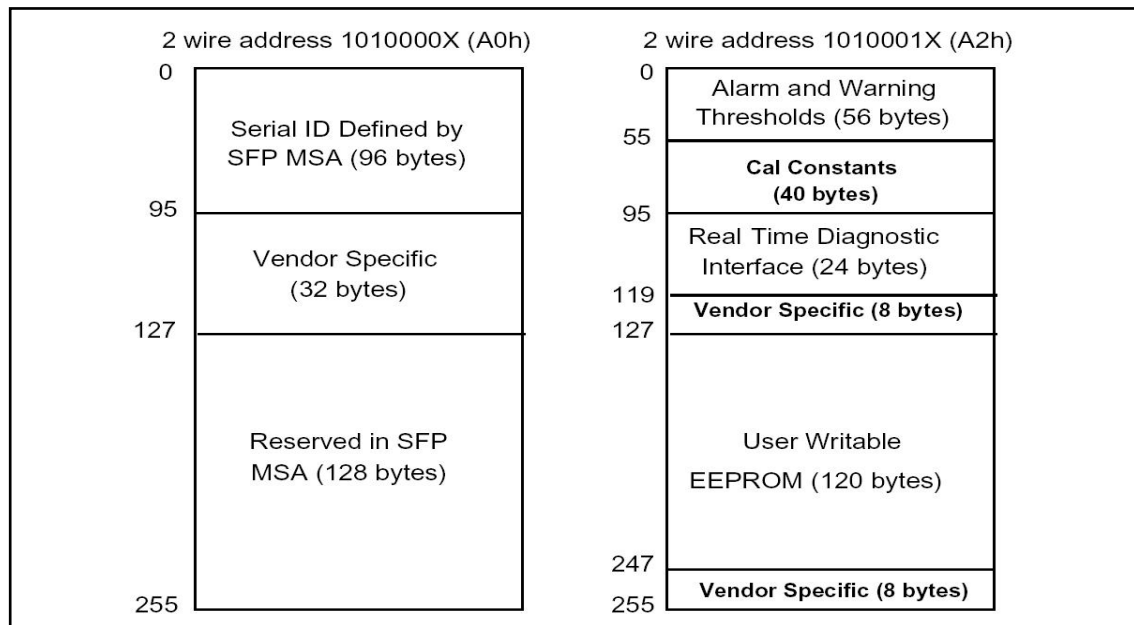 2 wire address 1010000X (A0h)
0
Serial ID Defined by
SFP MSA (96 bytes)
95
Vendor Specific
(32 bytes)
127
Reserved in SFP
MSA (128 bytes)
255
2 wire address 1010001X (A2h)
0
Alarm and Warning
Thresholds (56 bytes)
55
Cal Constants
(40 bytes)
95
Real Time Diagnostic
Interface (24 bytes)
119
Vendor Specific (8 bytes)
127
User Writable
EEPROM (120 bytes)
247
Vendor Specific (8 bytes)
255